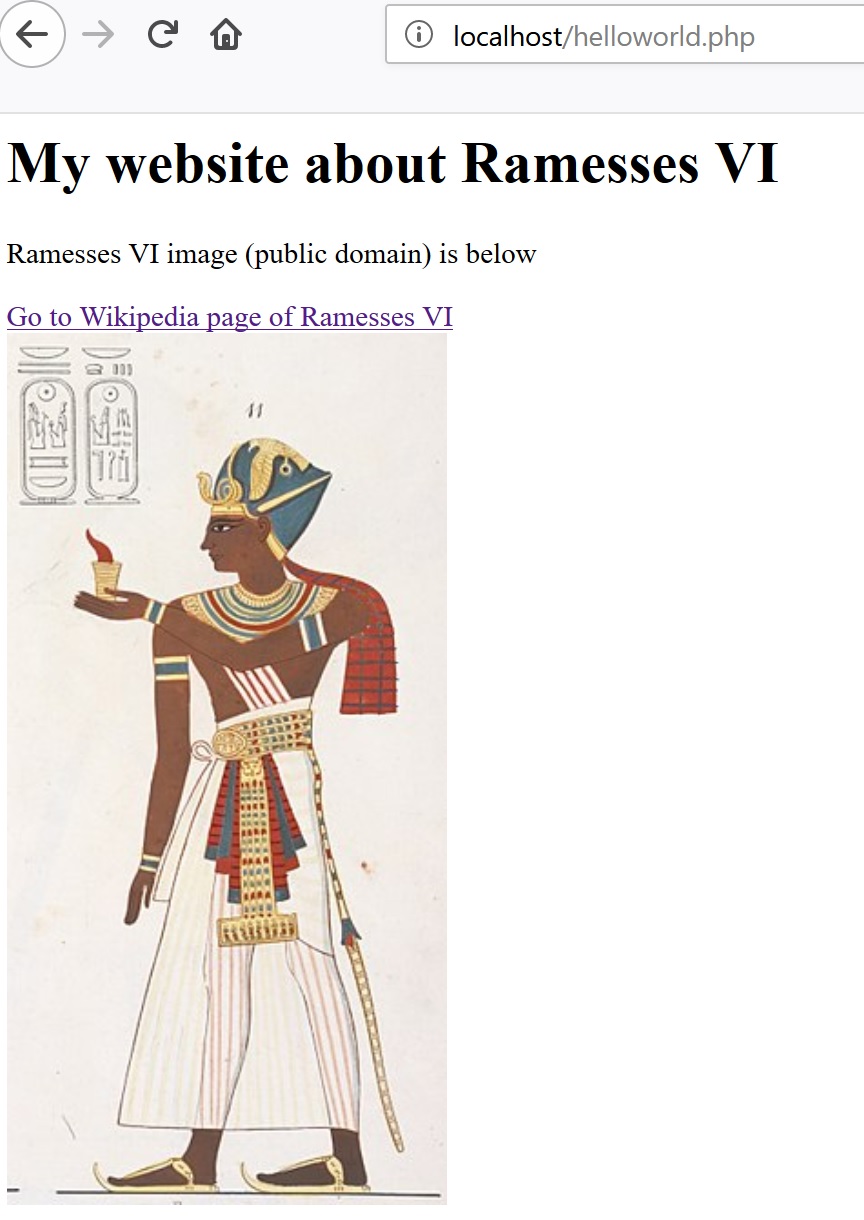 localhost/helloworld.php
My website about Ramesses VI
Ramesses VI image (public domain) is below
Go to Wikipedia page of Ramesses VI
11